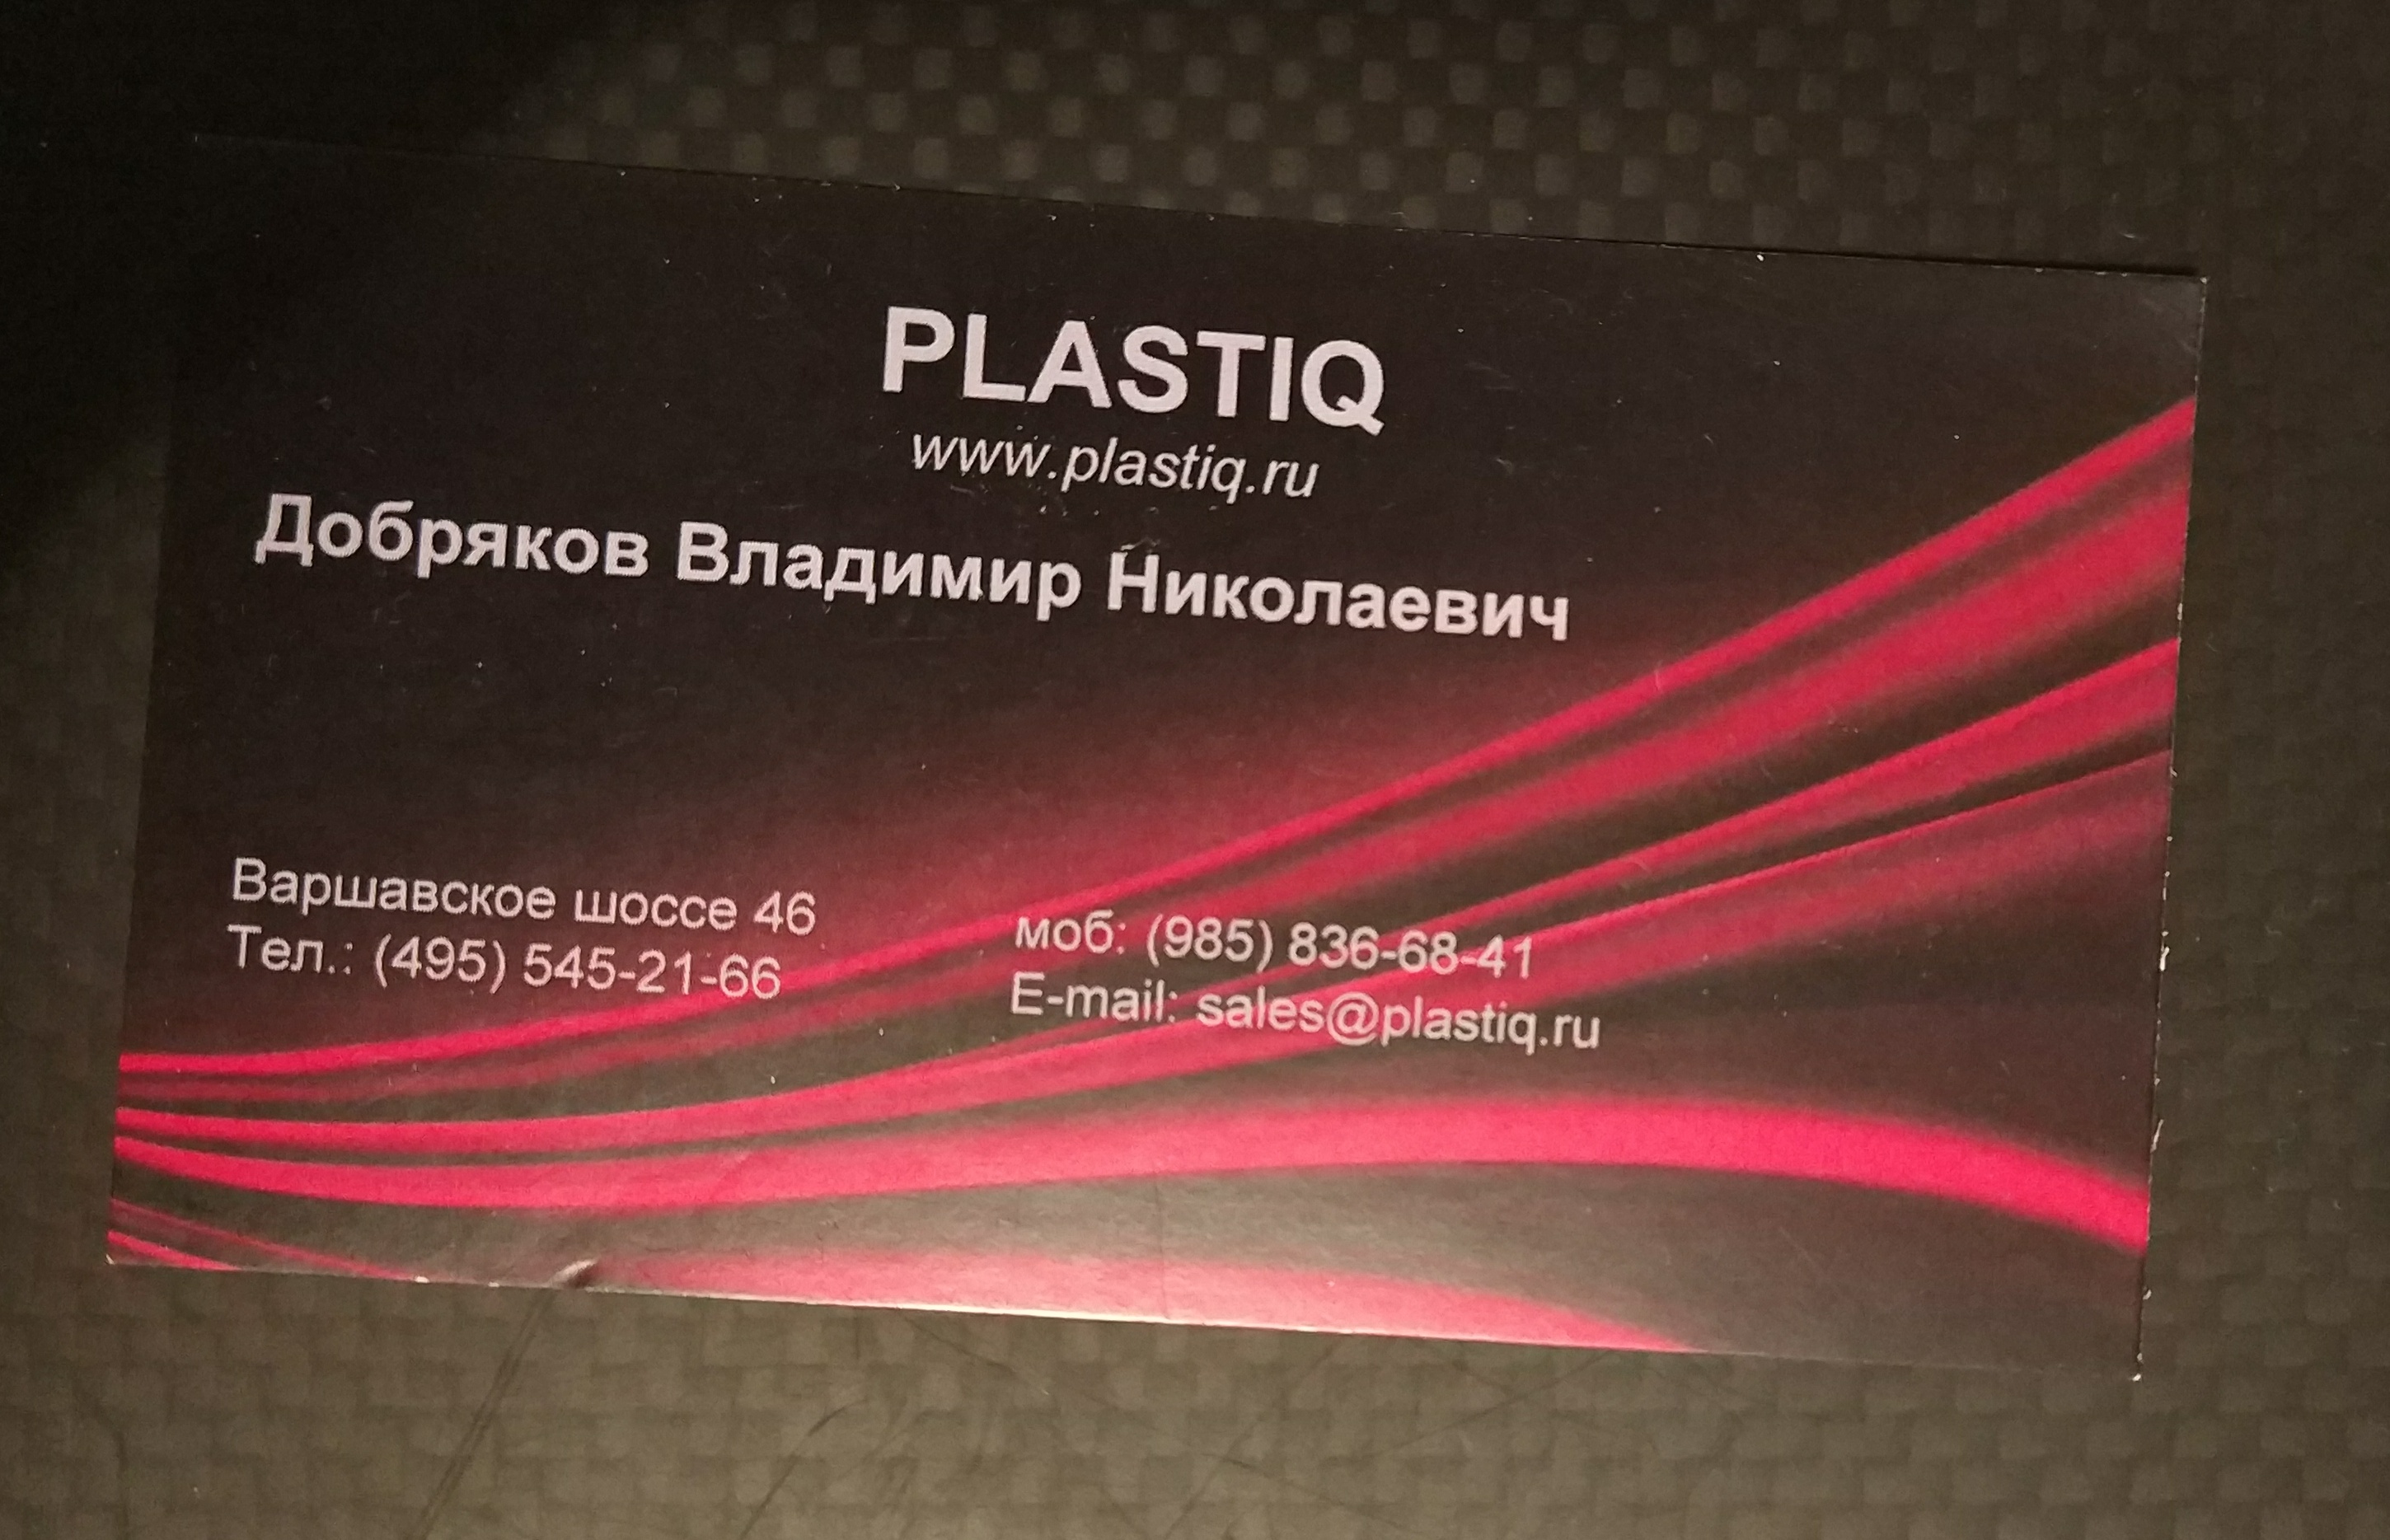 PLASTIQ
www.plastiq.ru
Добряков Владимир Николаевич
Варшавское шоссе 46
Тел.: (495) 545-21-66
моб: (985) 836-68-41
E-mail: sales@plastiq.ru